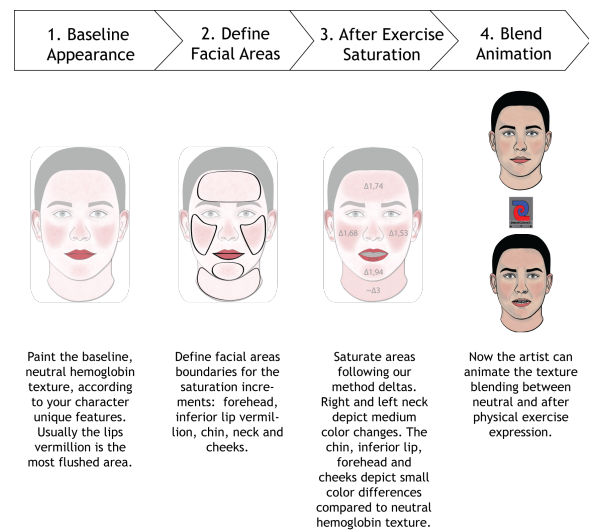 1. Baseline
Appearance
2. Define
Facial Areas
3. After Exercise
Saturation
4. Blend
Animation
Δ1,74
Δ1,68
Δ1,53
Δ1,94
~Δ3
Paint the baseline,
neutral hemoglobin
texture, according
to your character
unique features.
Usually the lips
vermillion is the
most flushed area.
Define facial areas
boundaries for the
saturation incre-
ments: forehead,
inferior lip vermil-
lion, chin, neck and
cheeks.
Saturate areas
following our
method deltas.
Right and left neck
depict medium
color changes. The
chin, inferior lip,
forehead and
cheeks depict small
color differences
compared to neutral
hemoglobin texture.
Now the artist can
animate the texture
blending between
neutral and after
physical exercise
expression.